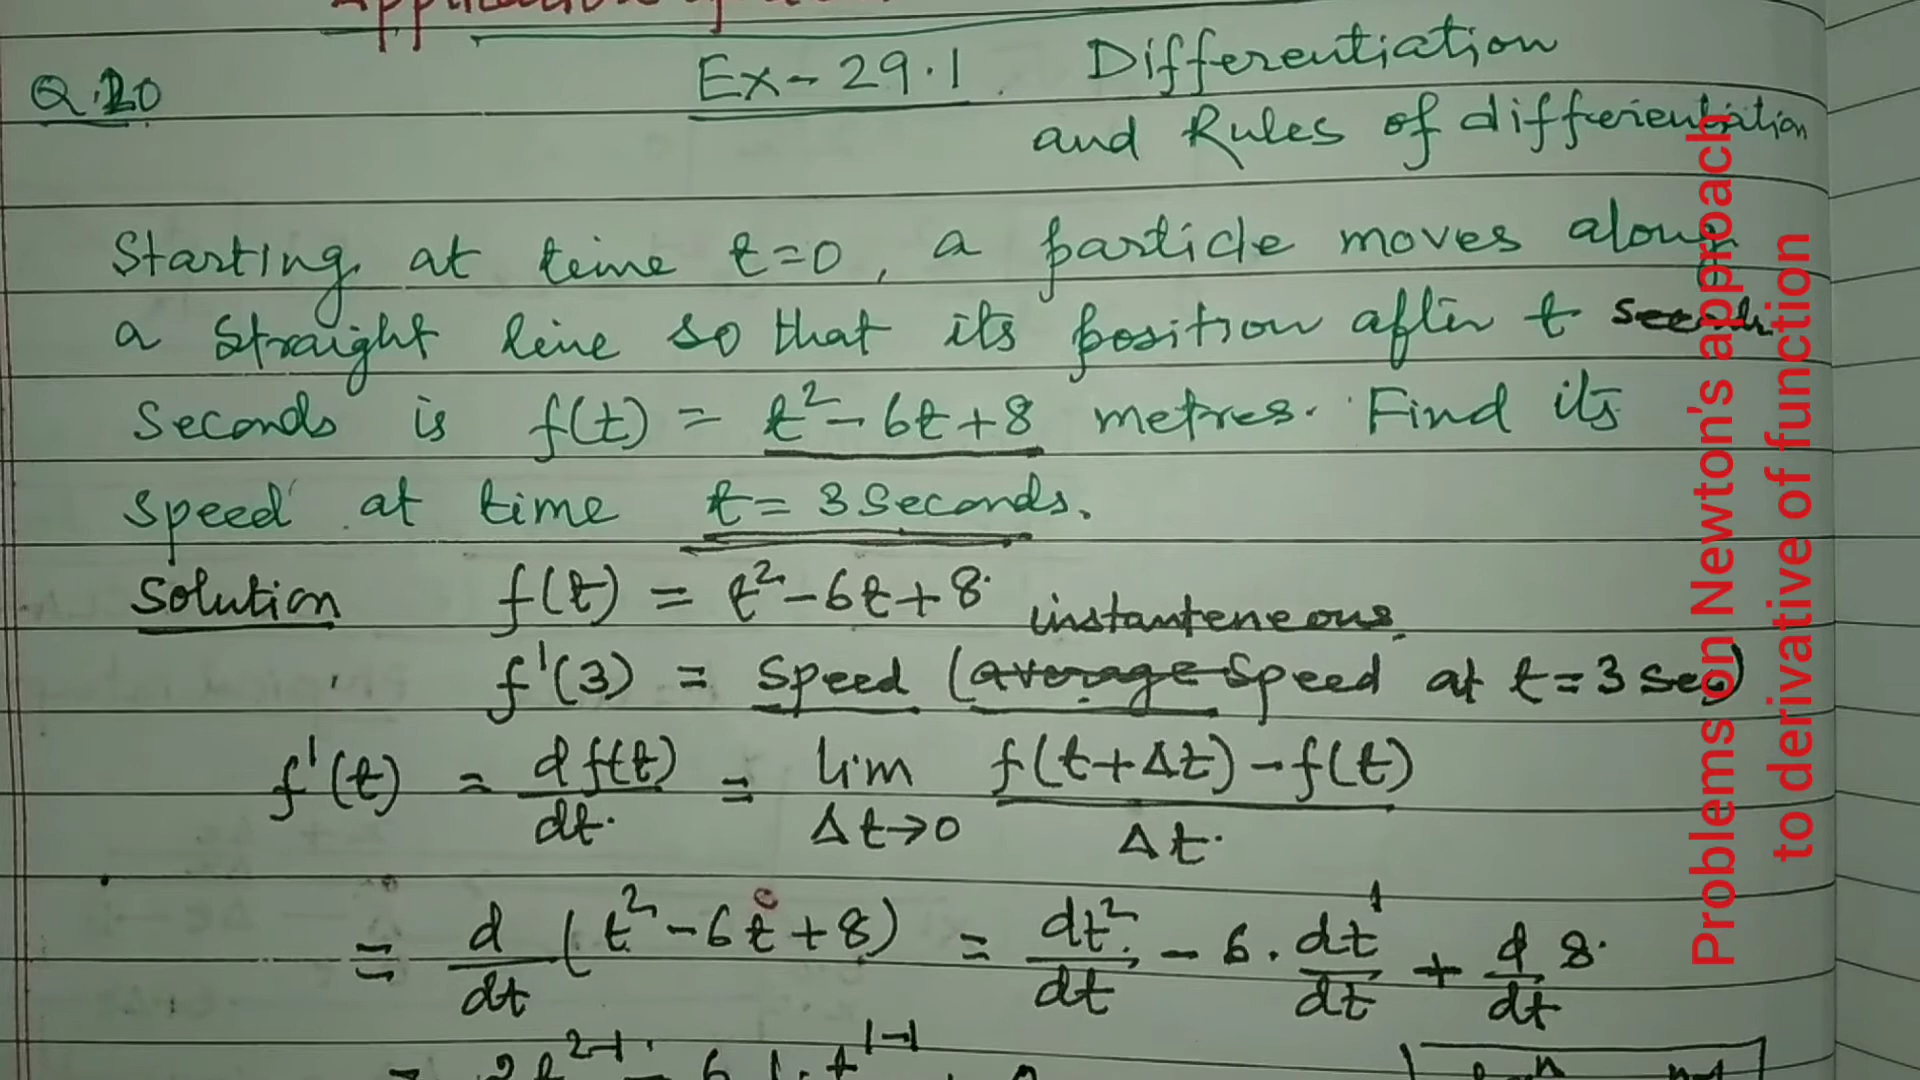 Application
Q.20
Ex - 29.1 Differentiation
and Rules of differientiation
Starting at time t=0, a particle moves along
a straight line so that its position after t
Seconds is f(t) = t² - 6t + 8 metres. Find its
speed at time t = 3 Seconds.
Solution f(t) = t² - 6t + 8.
instanteneous
f'(3) = Speed (average Speed at t = 3 Sec)
f'(t) = d f(t)/dt = lim Δt→0 f(t+Δt) - f(t)/Δt.
= d/dt (t² - 6t + 8) = dt²/dt - 6. dt¹/dt + d/dt 8.
Problems on Newton's approach
to derivative of function